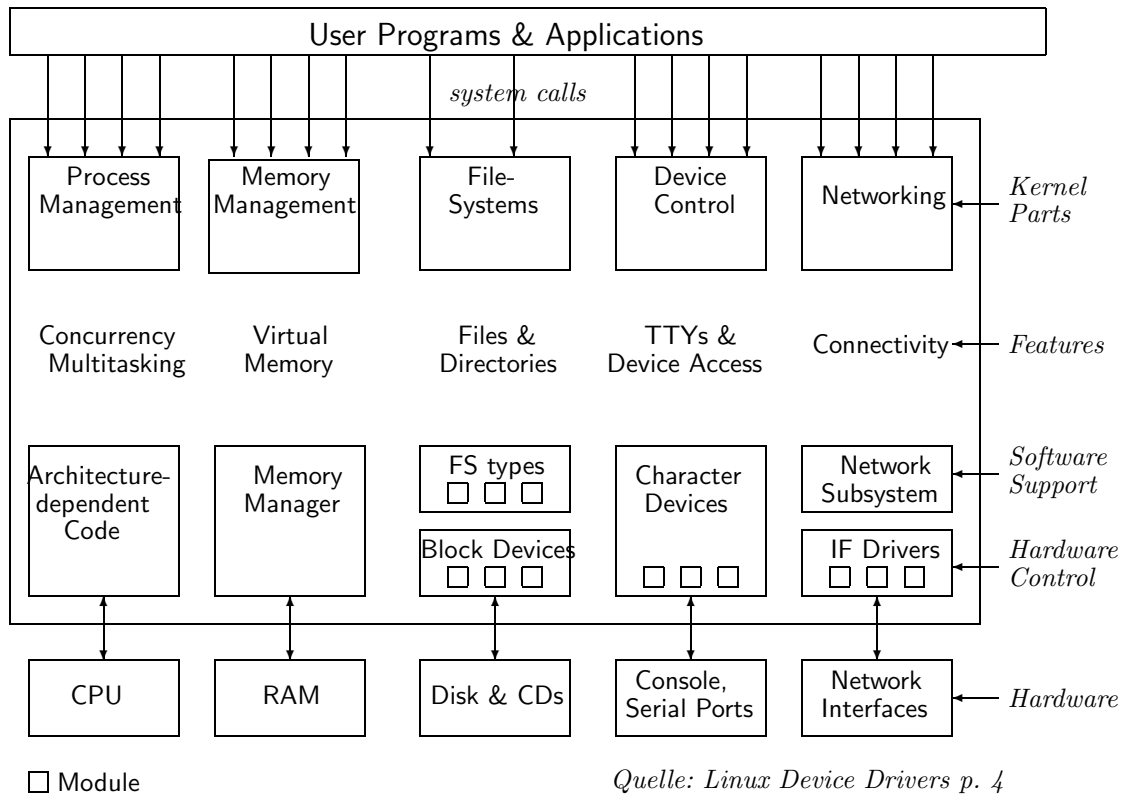 User Programs & Applications
system calls
Process
Management
Memory
Management
File-
Systems
Device
Control
Networking
Kernel
Parts
Concurrency
Multitasking
Virtual
Memory
Files &
Directories
TTYs &
Device Access
Connectivity
Features
Architecture-
dependent
Code
Memory
Manager
FS types
Block Devices
Character
Devices
Network
Subsystem
IF Drivers
Software
Support
Hardware
Control
CPU
RAM
Disk & CDs
Console,
Serial Ports
Network
Interfaces
Hardware
Module
Quelle: Linux Device Drivers p. 4